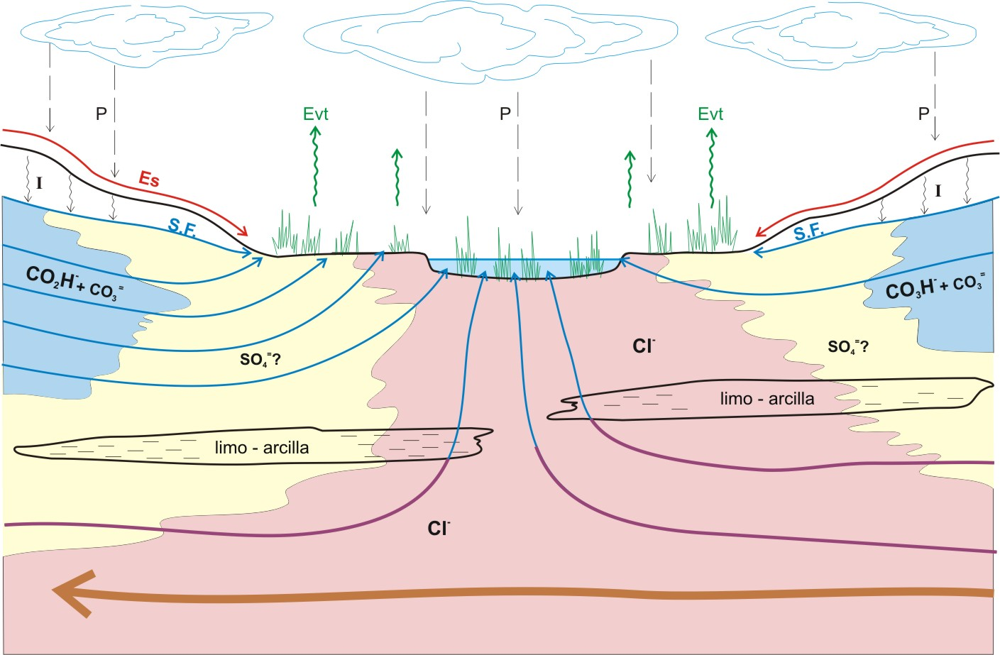 P
Evt
P
Evt
P
Es
I
I
S.F.
S.F.
CO₂H⁻+ CO₃⁼
CO₃H⁻+ CO₃⁼
Cl⁻
SO₄⁼?
SO₄⁼?
limo - arcilla
limo - arcilla
Cl⁻